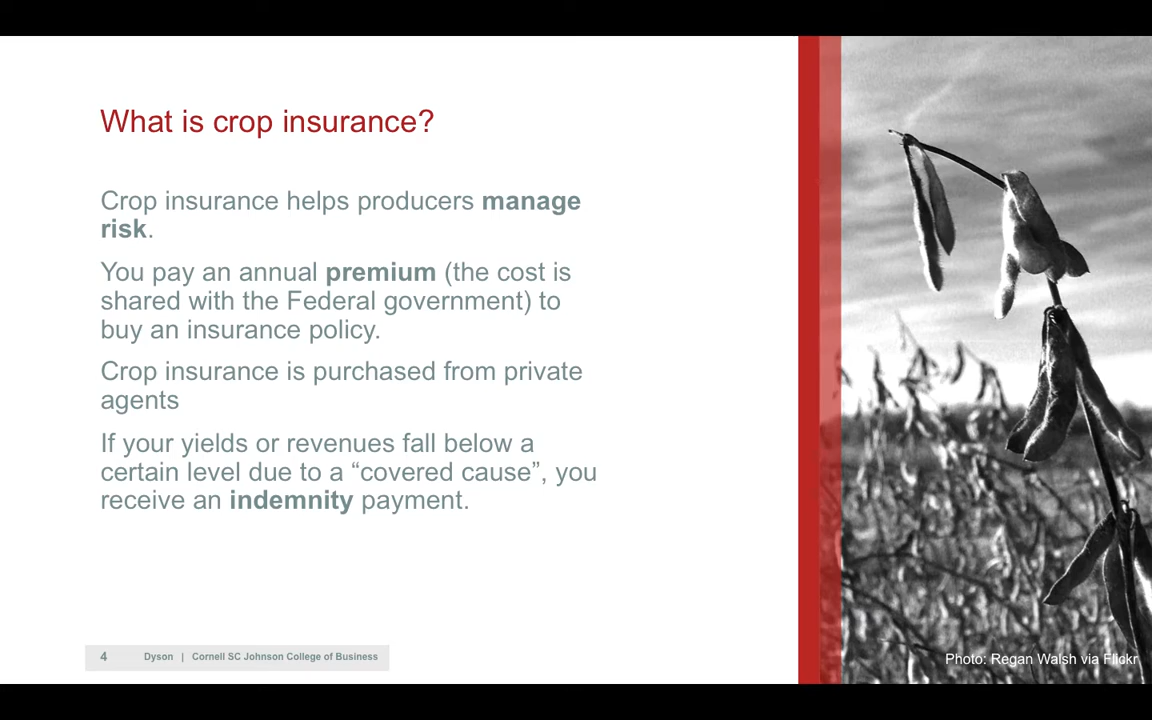 What is crop insurance?
Crop insurance helps producers manage
risk.
You pay an annual premium (the cost is
shared with the Federal government) to
buy an insurance policy.
Crop insurance is purchased from private
agents
If your yields or revenues fall below a
certain level due to a “covered cause”, you
receive an indemnity payment.
4 Dyson | Cornell SC Johnson College of Business
Photo: Regan Walsh via Flickr